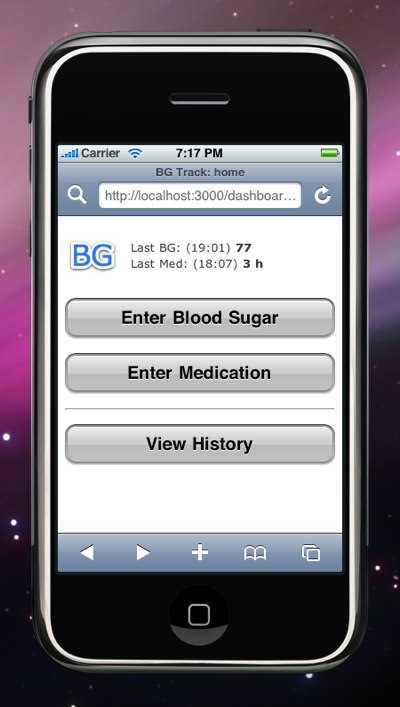 Carrier 7:17 PM
BG Track: home
http://localhost:3000/dashboar...
BG
Last BG: (19:01) 77
Last Med: (18:07) 3 h
Enter Blood Sugar
Enter Medication
View History